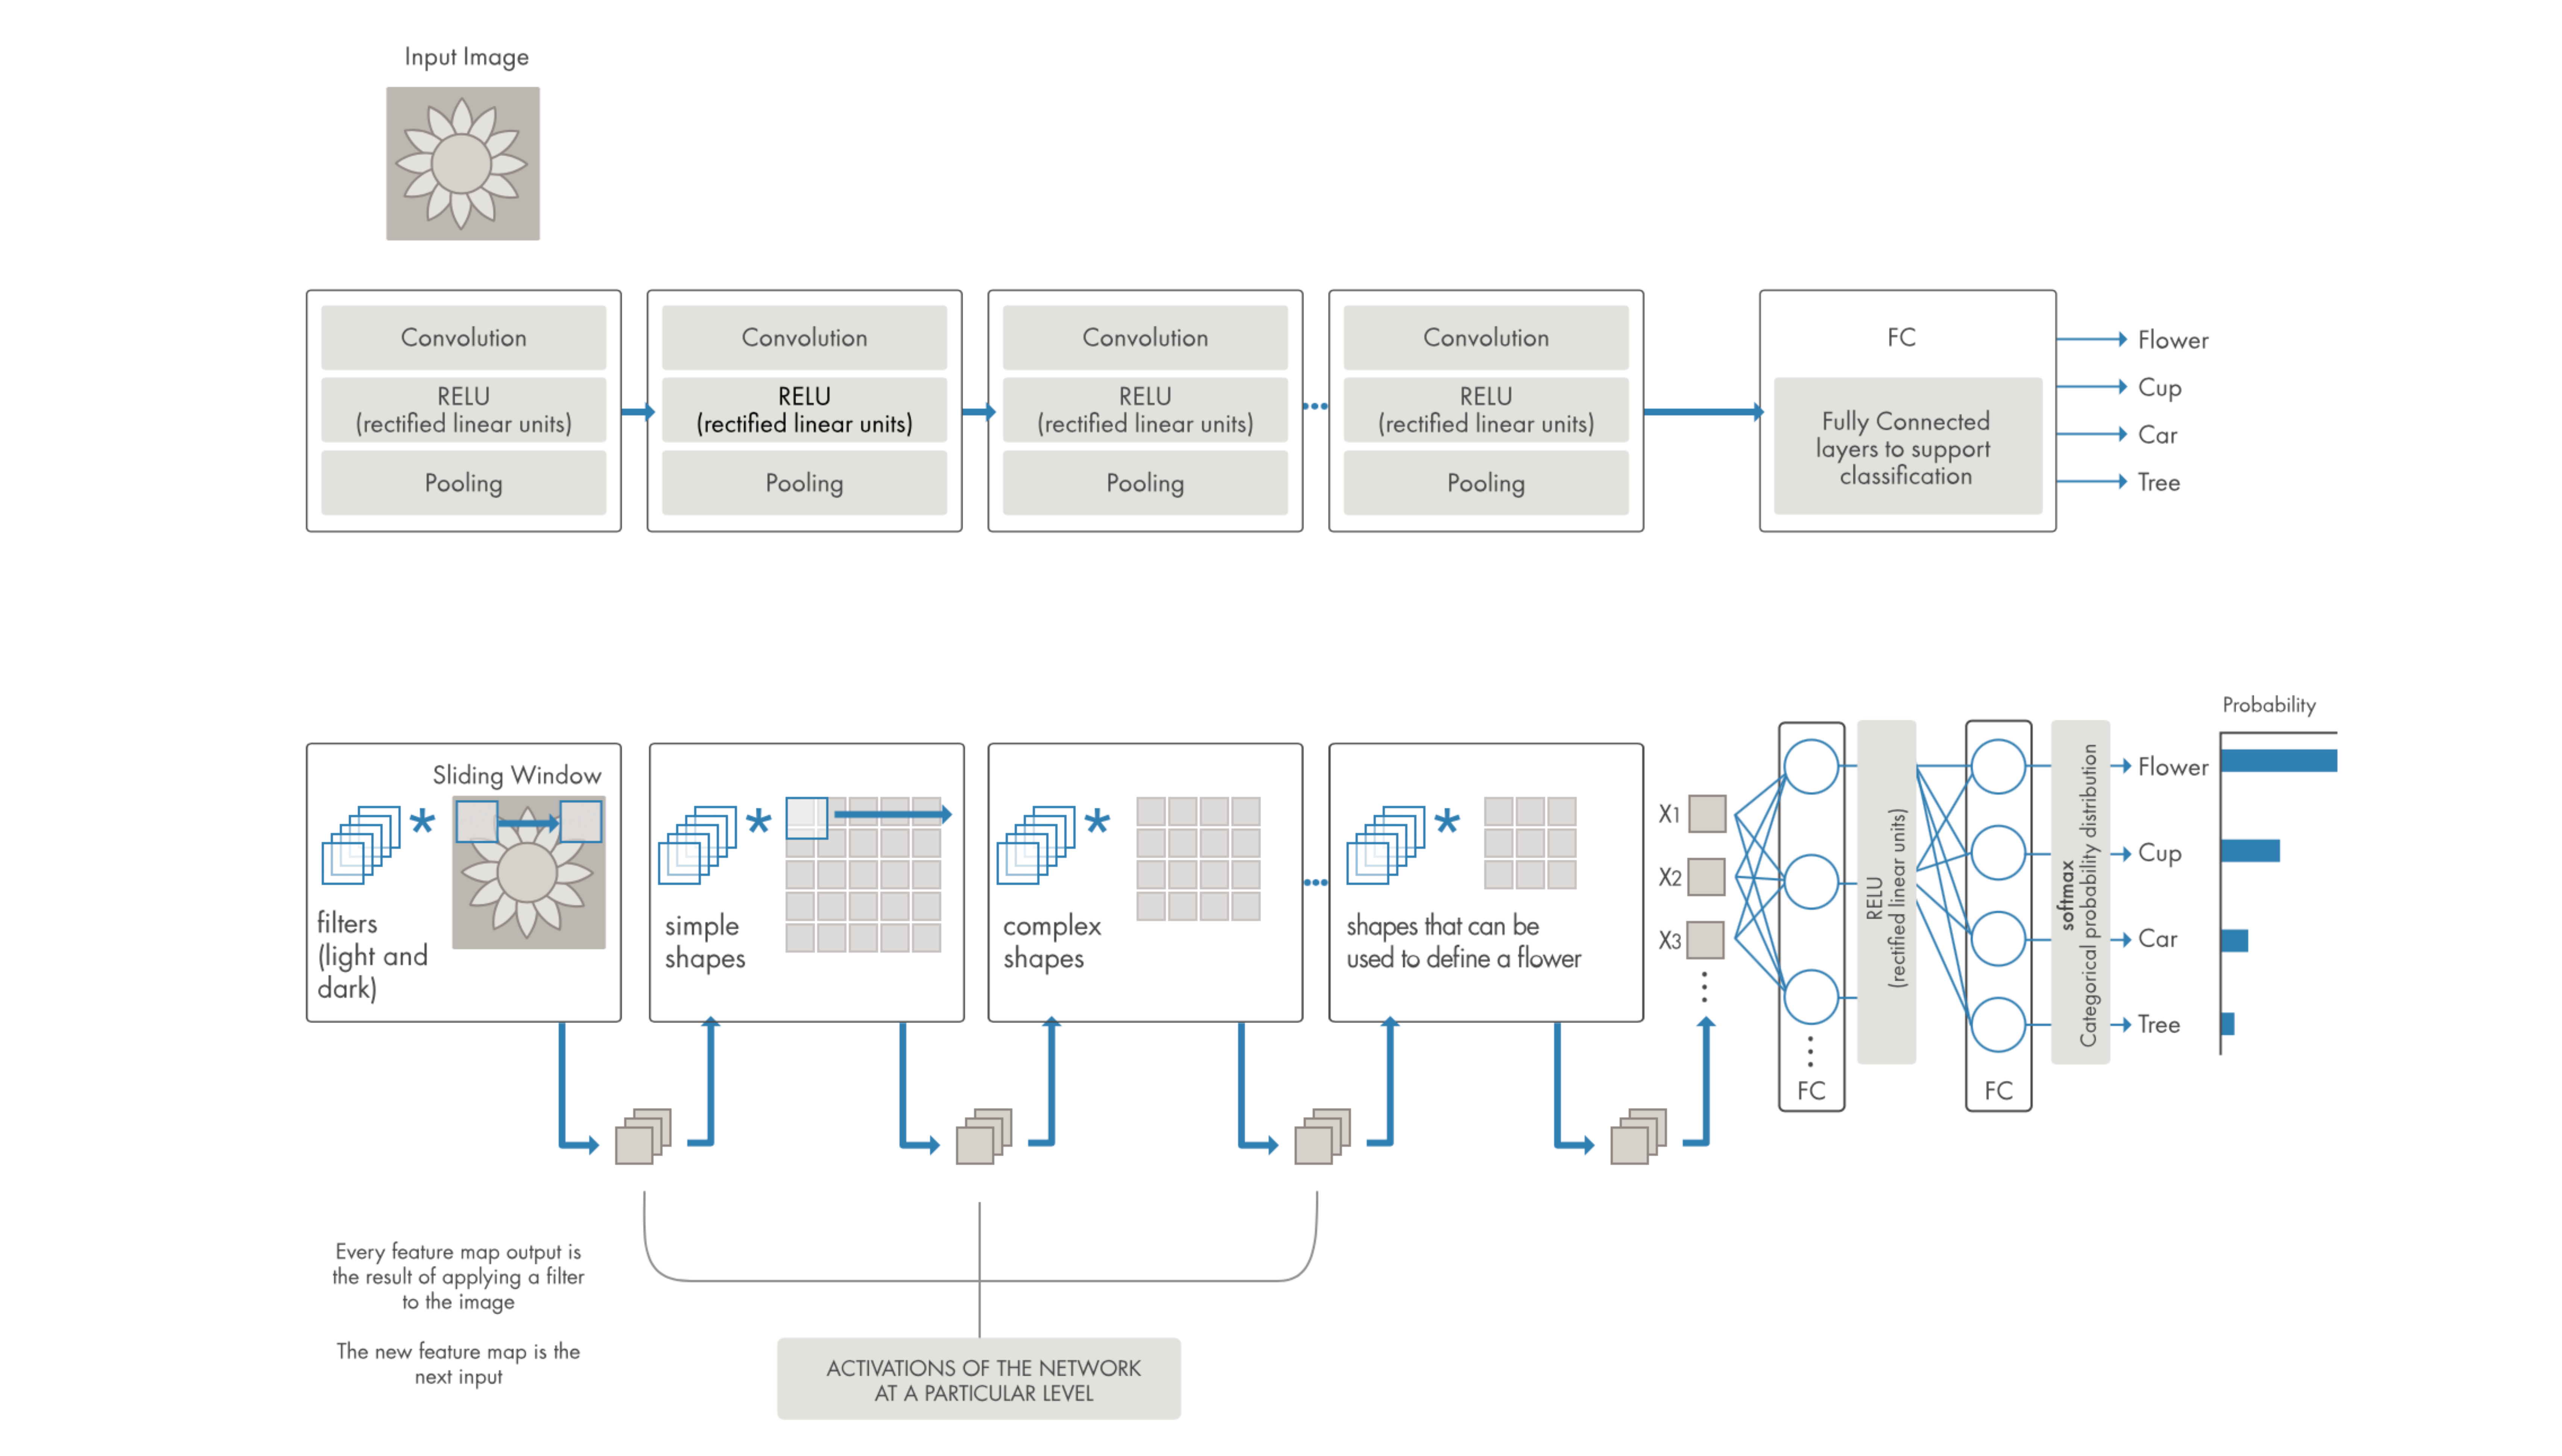 Input Image
Convolution
RELU
(rectified linear units)
Pooling
Convolution
RELU
(rectified linear units)
Pooling
Convolution
RELU
(rectified linear units)
Pooling
Convolution
RELU
(rectified linear units)
Pooling
FC
Fully Connected
layers to support
classification
Flower
Cup
Car
Tree
Sliding Window
*
filters
(light and
dark)
*
simple
shapes
*
complex
shapes
*
shapes that can be
used to define a flower
X1
X2
X3
FC
RELU
(rectified linear units)
FC
softmax
Categorical probability distribution
Probability
Flower
Cup
Car
Tree
Every feature map output is
the result of applying a filter
to the image
The new feature map is the
next input
ACTIVATIONS OF THE NETWORK
AT A PARTICULAR LEVEL